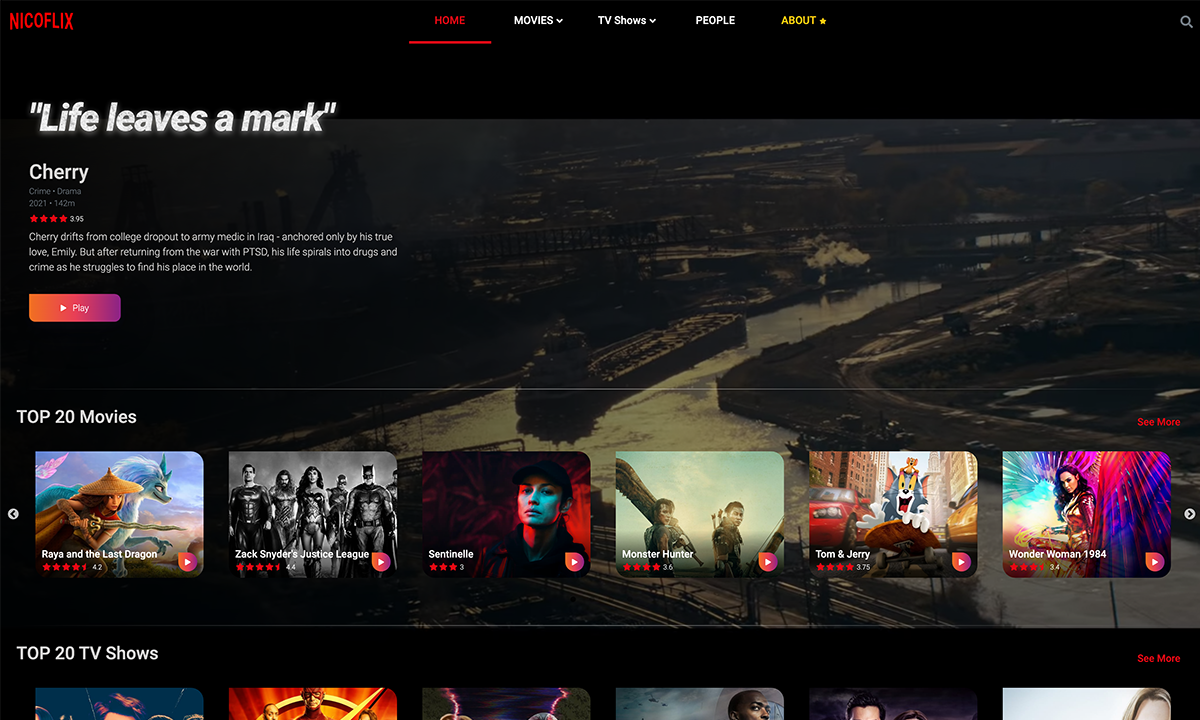 NICOFLIX
HOME MOVIES TV Shows PEOPLE ABOUT
"Life leaves a mark"
Cherry
Crime • Drama
2021 • 142m
3.95
Cherry drifts from college dropout to army medic in Iraq - anchored only by his true
love, Emily. But after returning from the war with PTSD, his life spirals into drugs and
crime as he struggles to find his place in the world.
Play
TOP 20 Movies
See More
Raya and the Last Dragon
4.2
Zack Snyder's Justice League
4.4
Sentinelle
3
Monster Hunter
3.6
Tom & Jerry
3.75
Wonder Woman 1984
3.4
TOP 20 TV Shows
See More